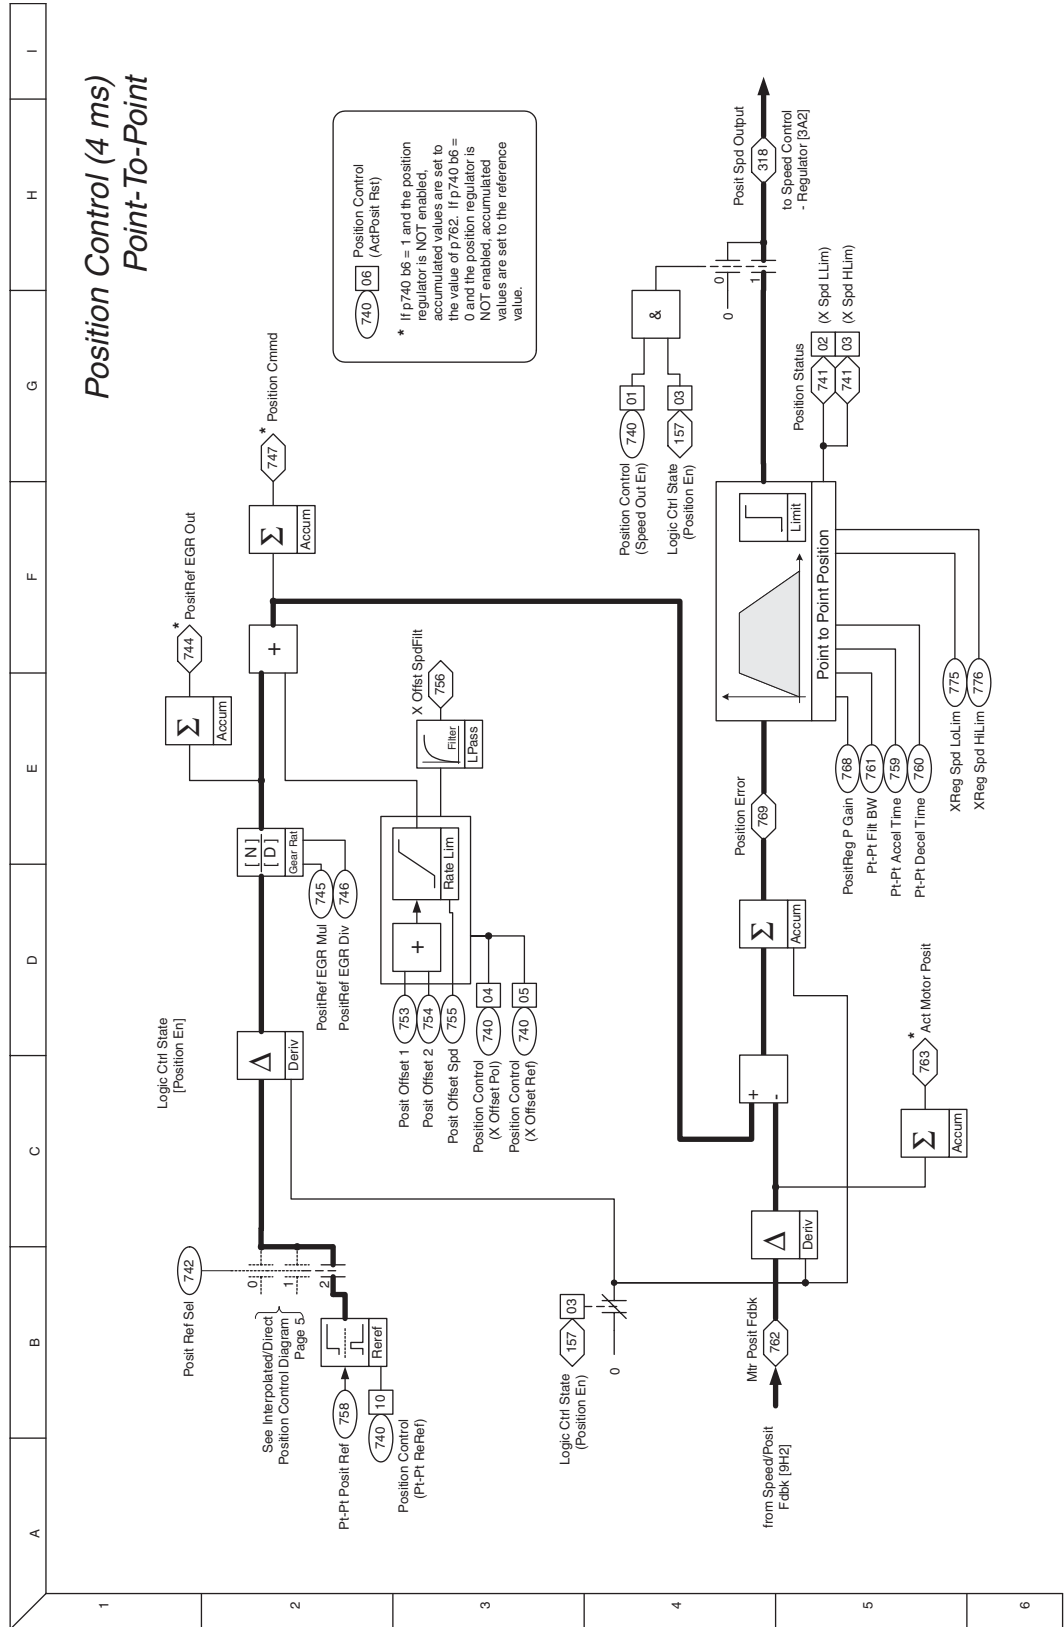 A
B
C
D
E
F
G
H
I
1
2
3
4
5
6
Position Control (4 ms)
Point-To-Point
Posit Ref Sel
742
0
1
2
See Interpolated/Direct
Position Control Diagram
Page 5
Pt-Pt Posit Ref
758
Reref
740
10
Position Control
(Pt-Pt ReRef)
Logic Ctrl State
[Position En]
Δ
Deriv
[ N ]
[ D ]
Gear Rat
PositRef EGR Mul
745
PositRef EGR Div
746
Σ
Accum
744
*
PositRef EGR Out
+
Σ
Accum
747
*
Position Cmmd
740
06
Position Control
(ActPosit Rst)
* If p740 b6 = 1 and the position
regulator is NOT enabled,
accumulated values are set to
the value of p762. If p740 b6 =
0 and the position regulator is
NOT enabled, accumulated
values are set to the reference
value.
Posit Offset 1
753
Posit Offset 2
754
Posit Offset Spd
755
+
Rate Lim
Position Control
(X Offset Pol)
740
04
Position Control
(X Offset Ref)
740
05
Filter
LPass
X Offst SpdFilt
756
Logic Ctrl State
(Position En)
157
03
0
from Speed/Posit
Fdbk [9H2]
Mtr Posit Fdbk
762
Δ
Deriv
+
-
Σ
Accum
763
*
Act Motor Posit
Σ
Accum
Position Error
769
Point to Point Position
Limit
PositReg P Gain
768
Pt-Pt Filt BW
761
Pt-Pt Accel Time
759
Pt-Pt Decel Time
760
XReg Spd LoLim
775
XReg Spd HiLim
776
Position Control
(Speed Out En)
740
01
Logic Ctrl State
(Position En)
157
03
&
0
0
1
Position Status
741
02
(X Spd LLim)
741
03
(X Spd HLim)
Posit Spd Output
318
to Speed Control
- Regulator [3A2]